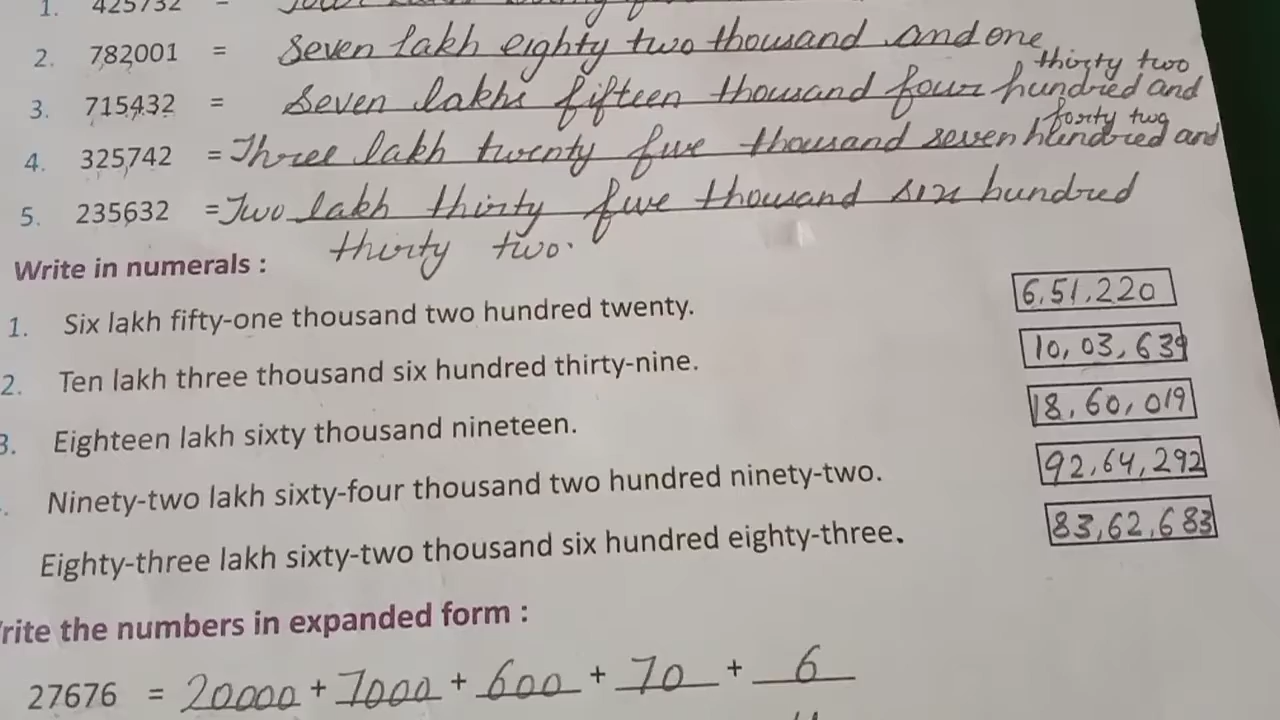 1. 425732 =
2. 782001 = Seven lakh eighty two thousand and one
thirty two
3. 715432 = Seven lakhs fifteen thousand four hundred and
forty two
4. 325742 = Three lakh twenty five thousand seven hundred and
5. 235632 = Two lakh thirty five thousand six hundred
thirty two.
Write in numerals :
1. Six lakh fifty-one thousand two hundred twenty. 6,51,220
2. Ten lakh three thousand six hundred thirty-nine. 10,03,639
3. Eighteen lakh sixty thousand nineteen. 18,60,019
. Ninety-two lakh sixty-four thousand two hundred ninety-two. 92,64,292
Eighty-three lakh sixty-two thousand six hundred eighty-three. 83,62,683
rite the numbers in expanded form :
27676 = 20000 + 7000 + 600 + 70 + 6